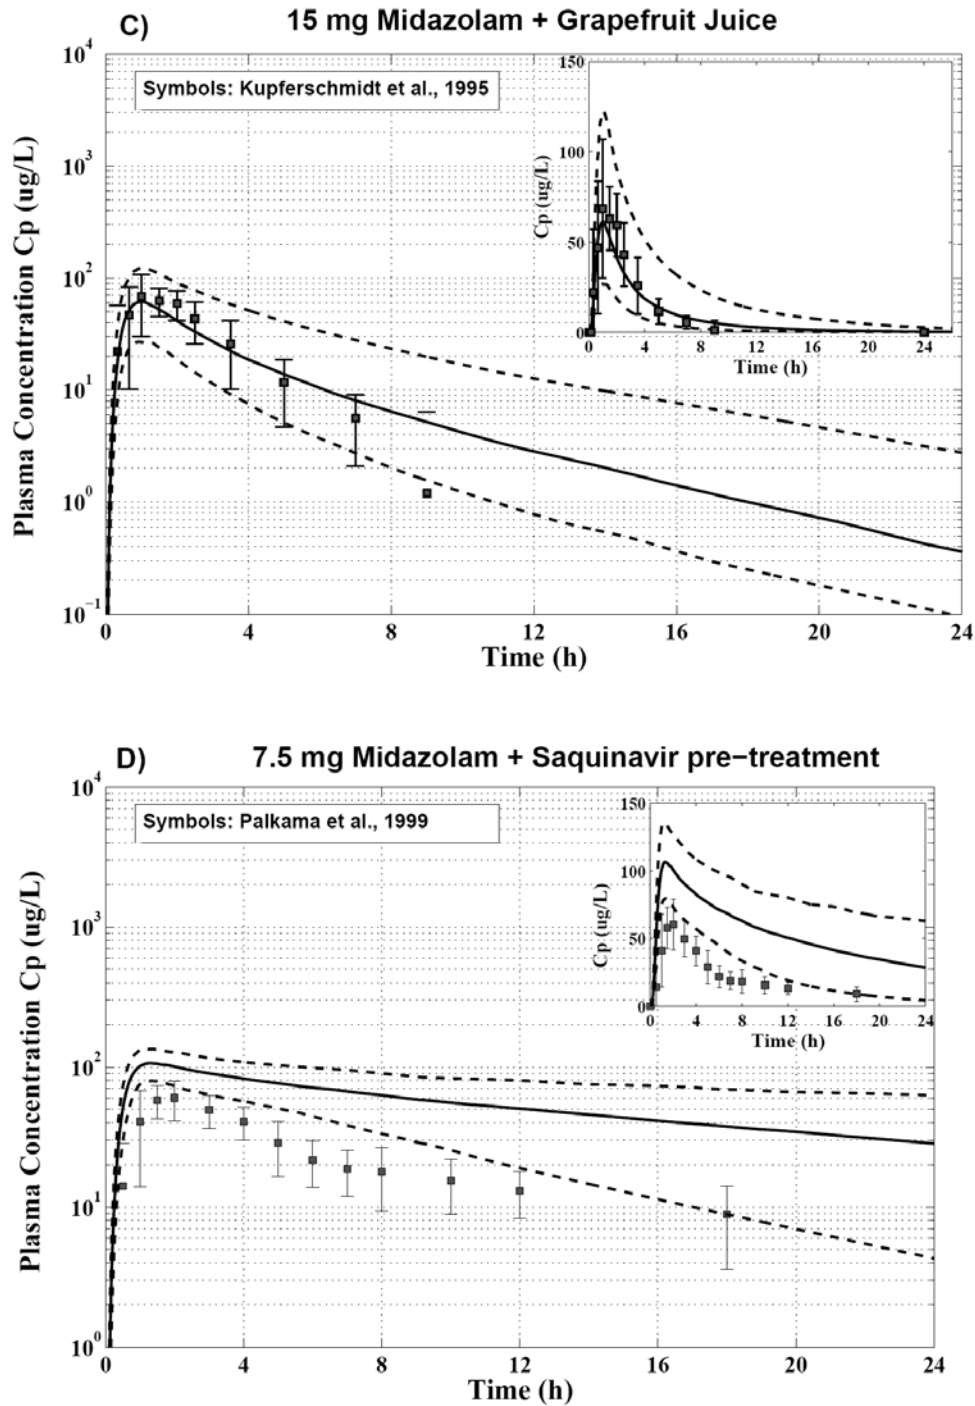 C) 15 mg Midazolam + Grapefruit Juice
Symbols: Kupferschmidt et al., 1995
Plasma Concentration Cp (ug/L)
10^4
10^3
10^2
10^1
10^0
10^−1
0 4 8 12 16 20 24
Time (h)
Cp (ug/L)
150
100
50
0
0 4 8 12 16 20 24
Time (h)
D) 7.5 mg Midazolam + Saquinavir pre−treatment
Symbols: Palkama et al., 1999
Plasma Concentration Cp (ug/L)
10^4
10^3
10^2
10^1
10^0
0 4 8 12 16 20 24
Time (h)
Cp (ug/L)
150
100
50
0
0 4 8 12 16 20 24
Time (h)